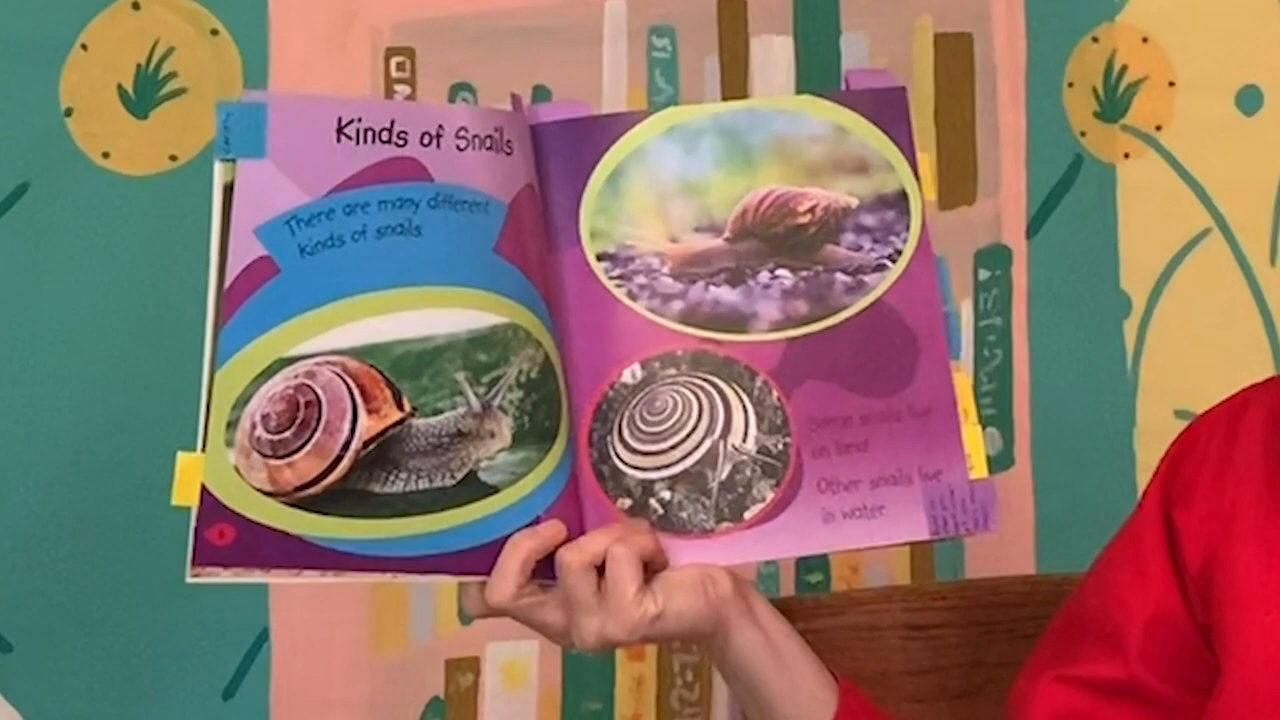 Kinds of Snails
There are many different
kinds of snails
Some snails live
on land
Other snails live
in water